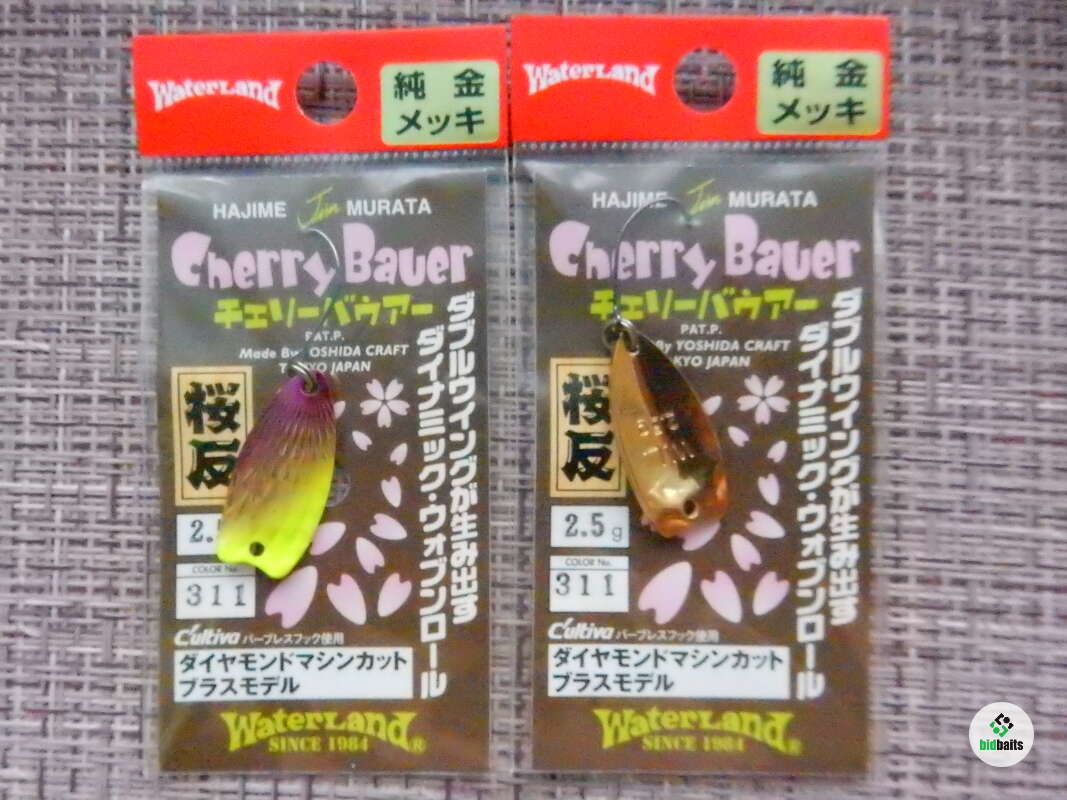 WaterLand
純金
メッキ
HAJIME Jim MURATA
Cherry Bauer
チェリーバウアー
PAT.P.
Made By YOSHIDA CRAFT
TOKYO JAPAN
桜反
ダブルウイングが生み出す
ダイナミック・ウォブンロール
2.5
COLOR No.
311
C'ultiva バーブレスフック使用
ダイヤモンドマシンカット
ブラスモデル
WaterLand®
SINCE 1984
WaterLand
純金
メッキ
HAJIME Jim MURATA
Cherry Bauer
チェリーバウアー
PAT.P.
By YOSHIDA CRAFT
KYO JAPAN
桜反
ダブルウイングが生み出す
ダイナミック・ウォブンロール
2.5g
COLOR No.
311
C'ultiva バーブレスフック使用
ダイヤモンドマシンカット
ブラスモデル
WaterLand®
SINCE 1984
bidbaits